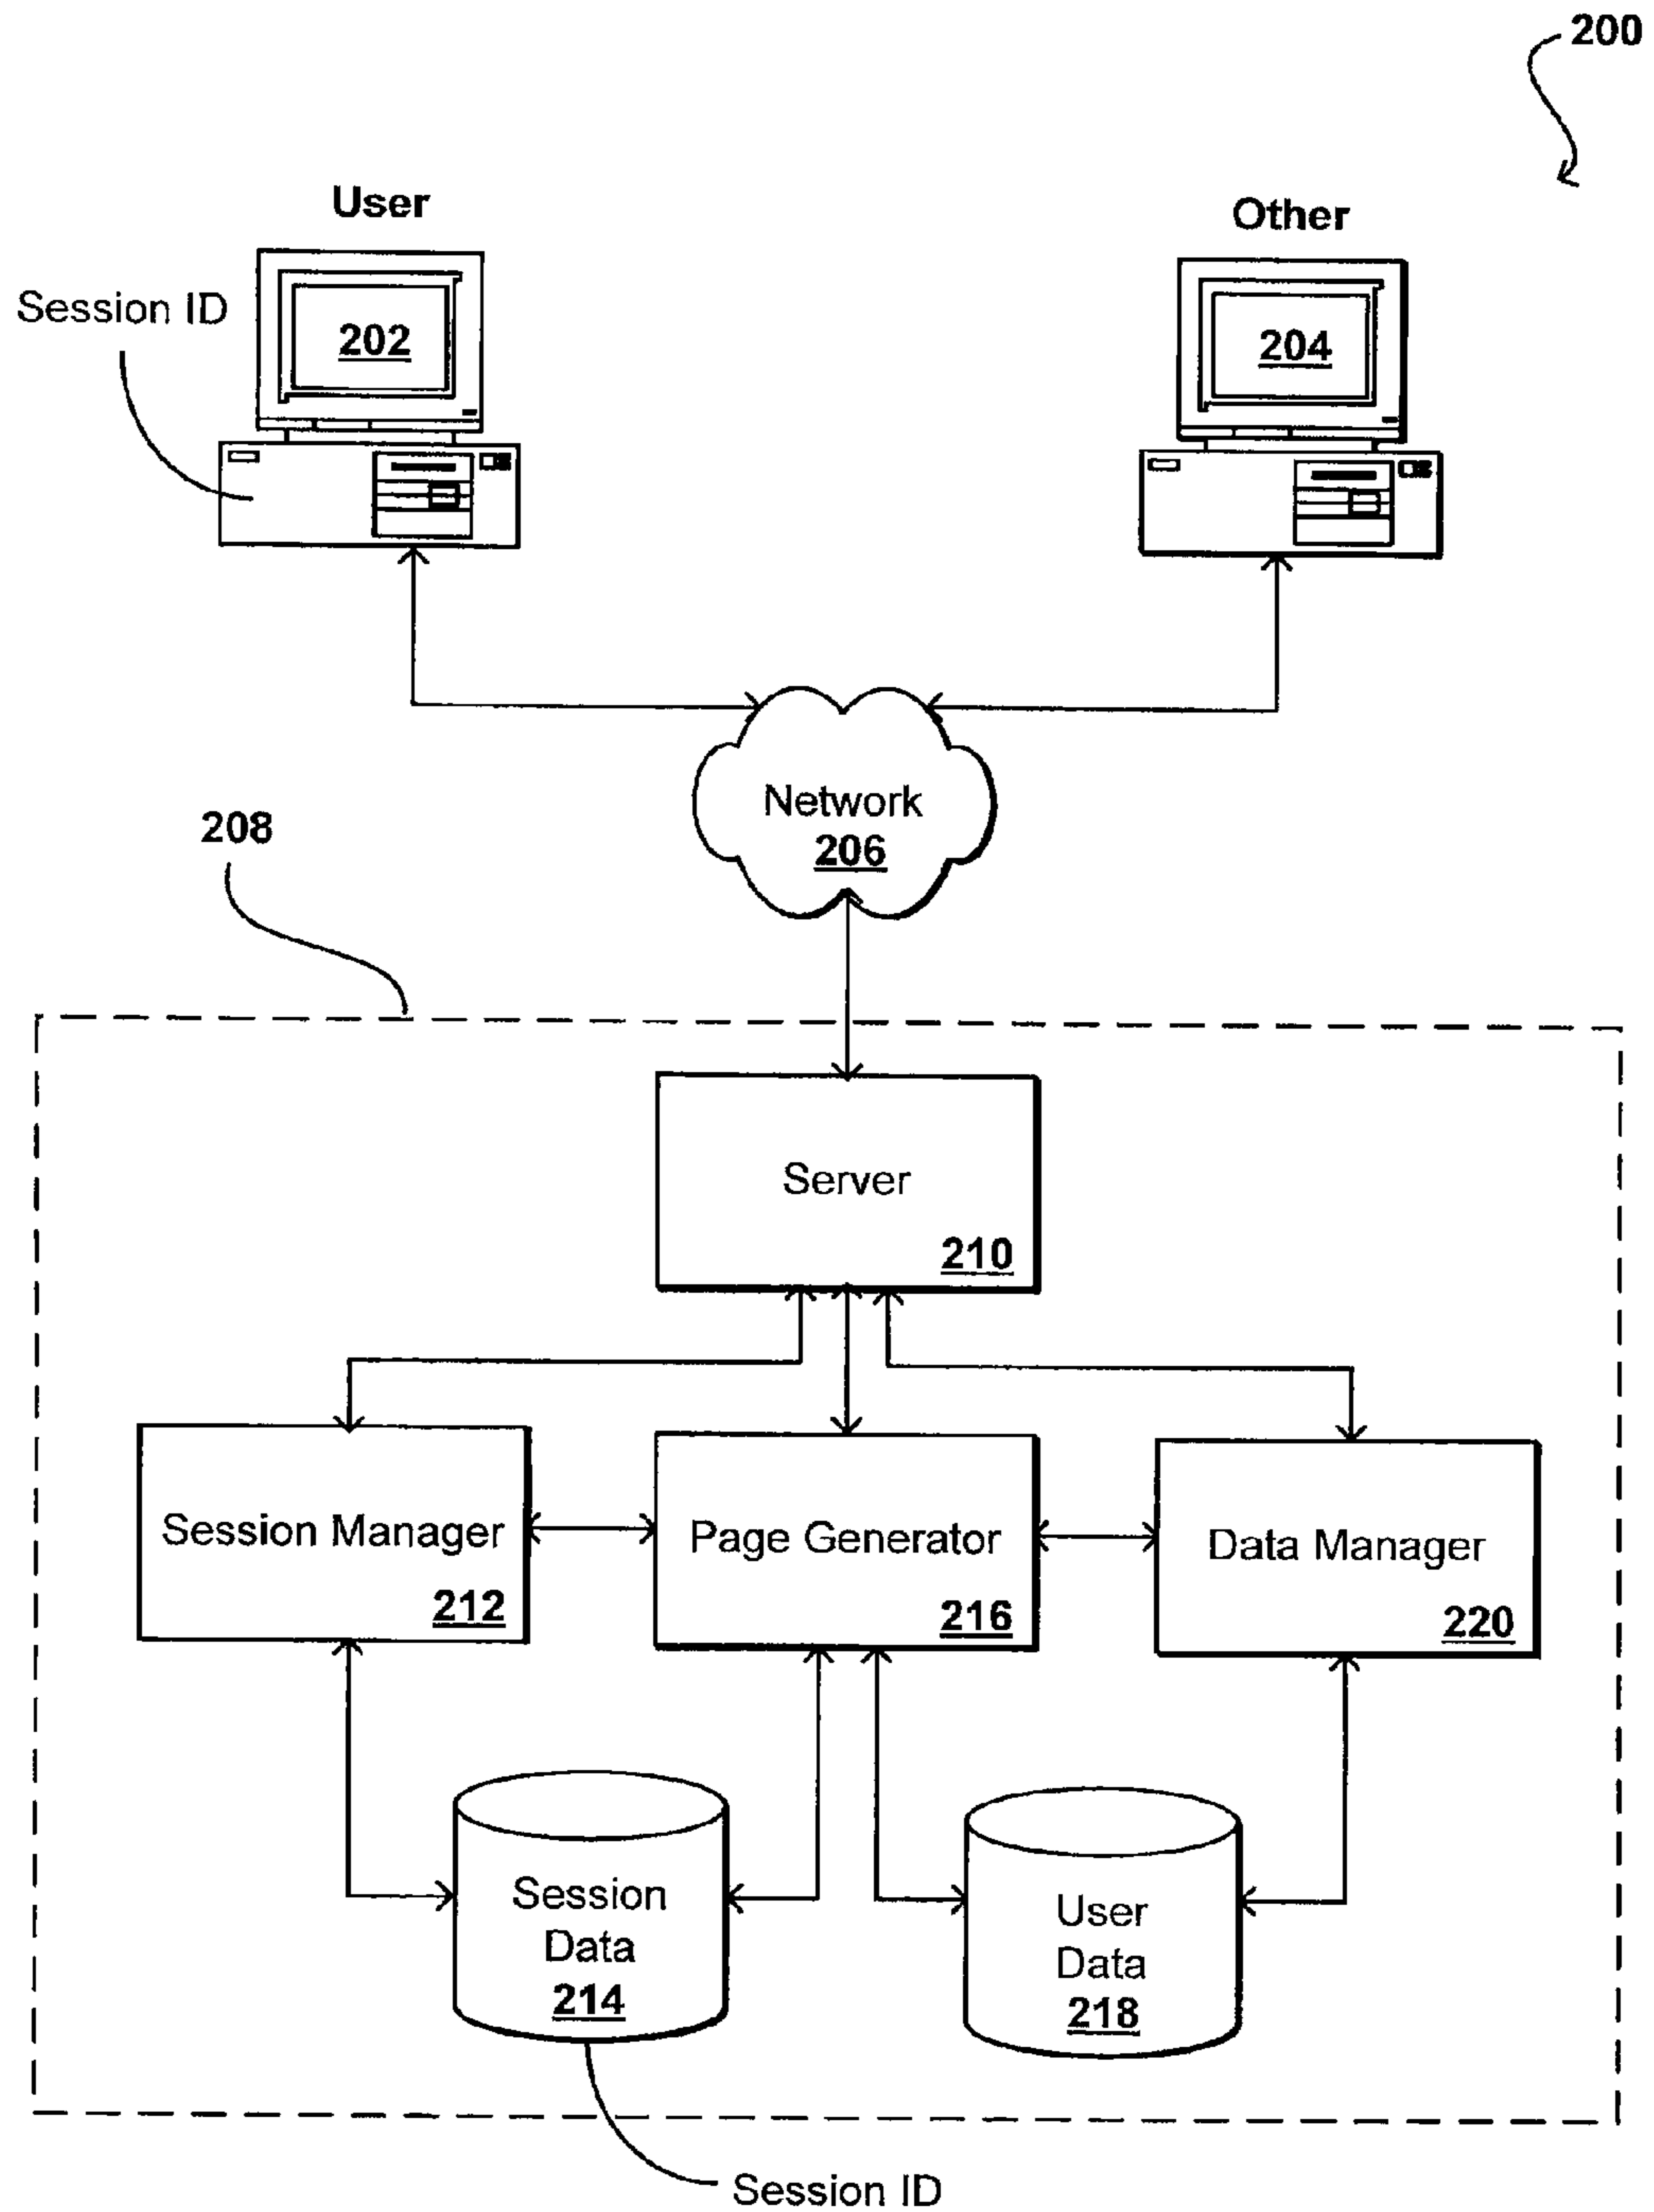 200
User
Other
Session ID
202
204
Network
206
208
Server
210
Session Manager
212
Page Generator
216
Data Manager
220
Session
Data
214
User
Data
218
Session ID